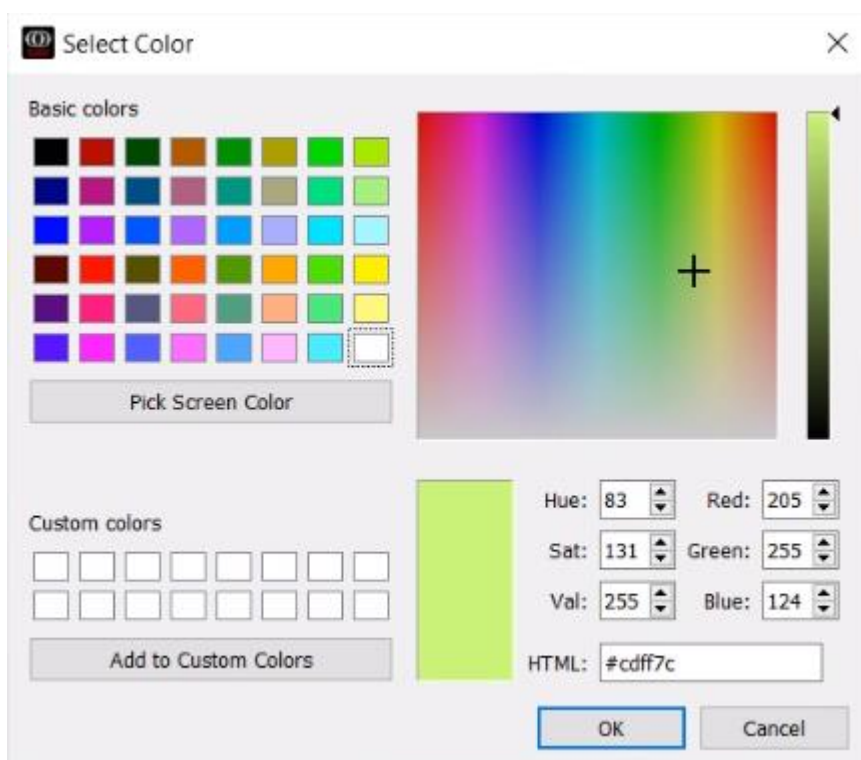 Select Color
Basic colors
Pick Screen Color
Custom colors
Add to Custom Colors
Hue: 83 Red: 205
Sat: 131 Green: 255
Val: 255 Blue: 124
HTML: #cdff7c
OK Cancel